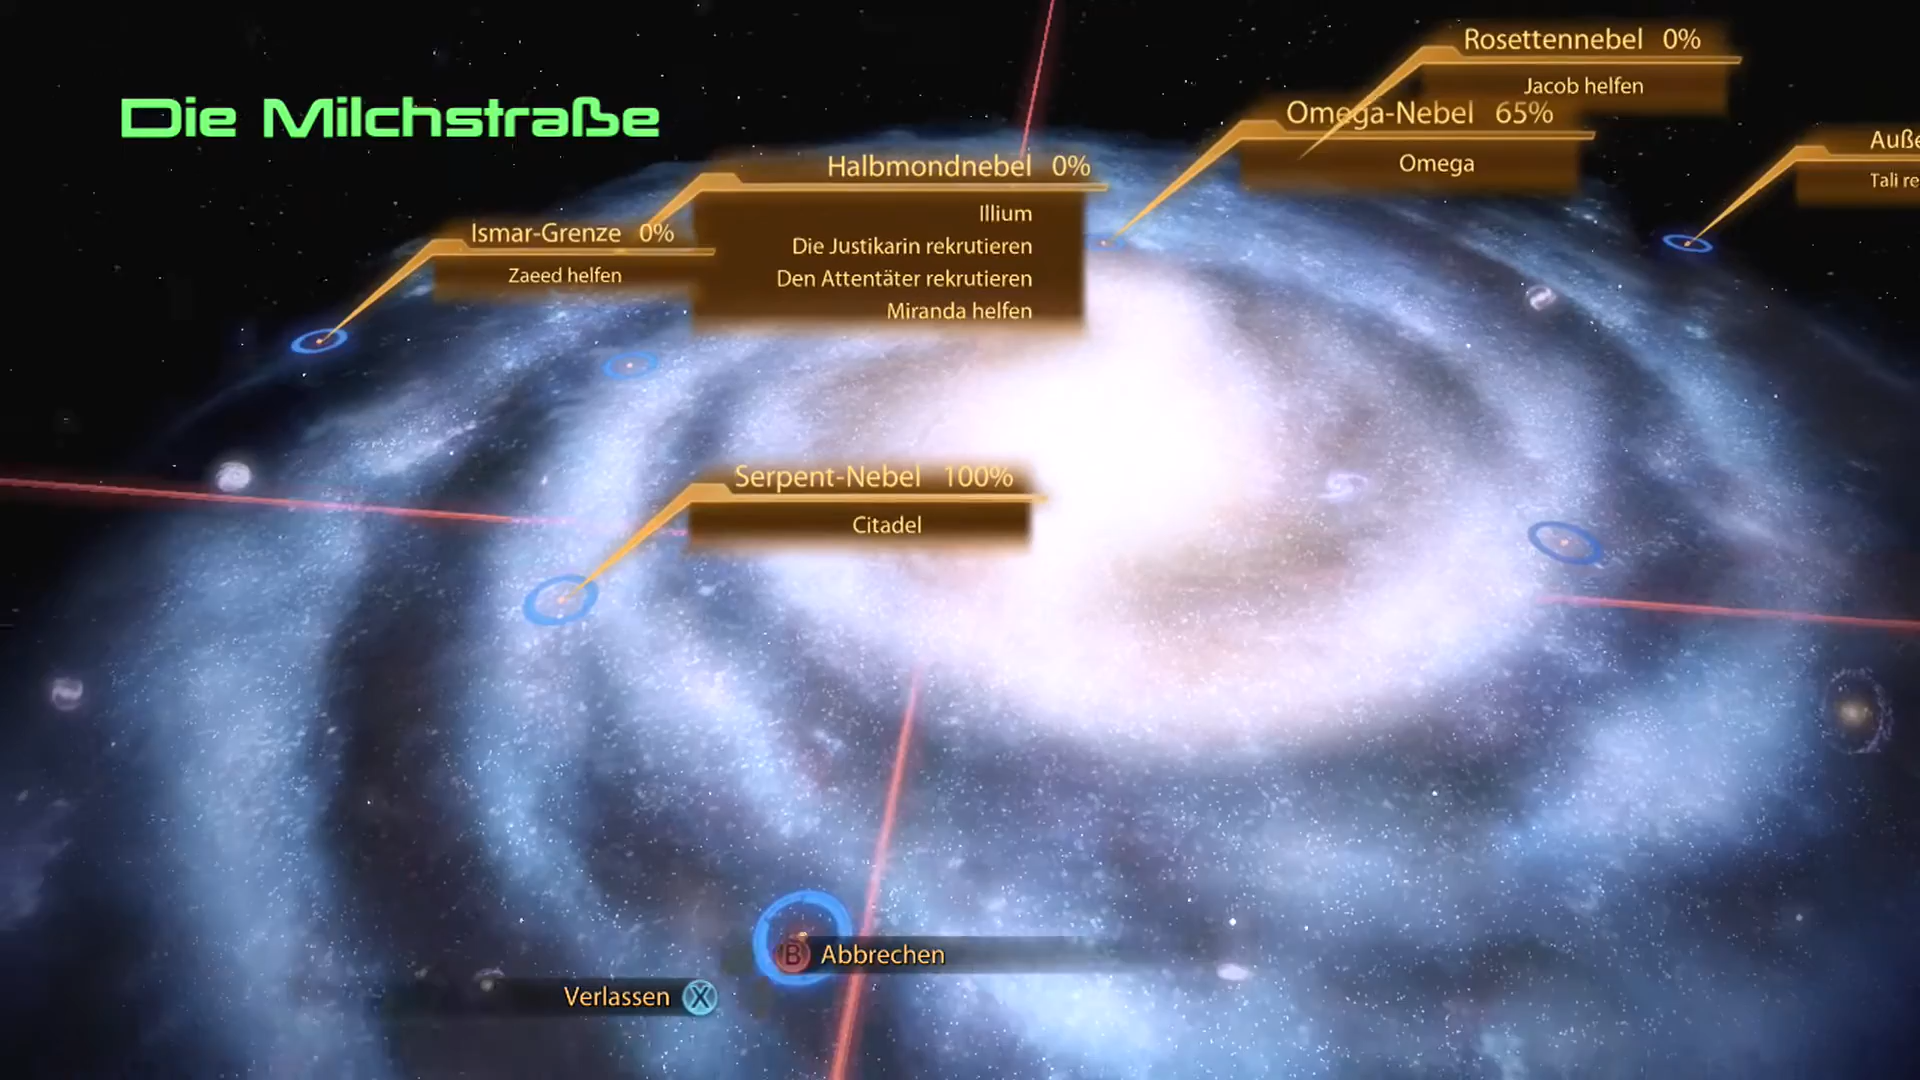 Die Milchstraße
Rosettennebel 0%
Jacob helfen
Omega-Nebel 65%
Omega
Tali
Halbmondnebel 0%
Illium
Die Justikarin rekrutieren
Den Attentäter rekrutieren
Miranda helfen
Ismar-Grenze 0%
Zaeed helfen
Serpent-Nebel 100%
Citadel
B Abbrechen
Verlassen X